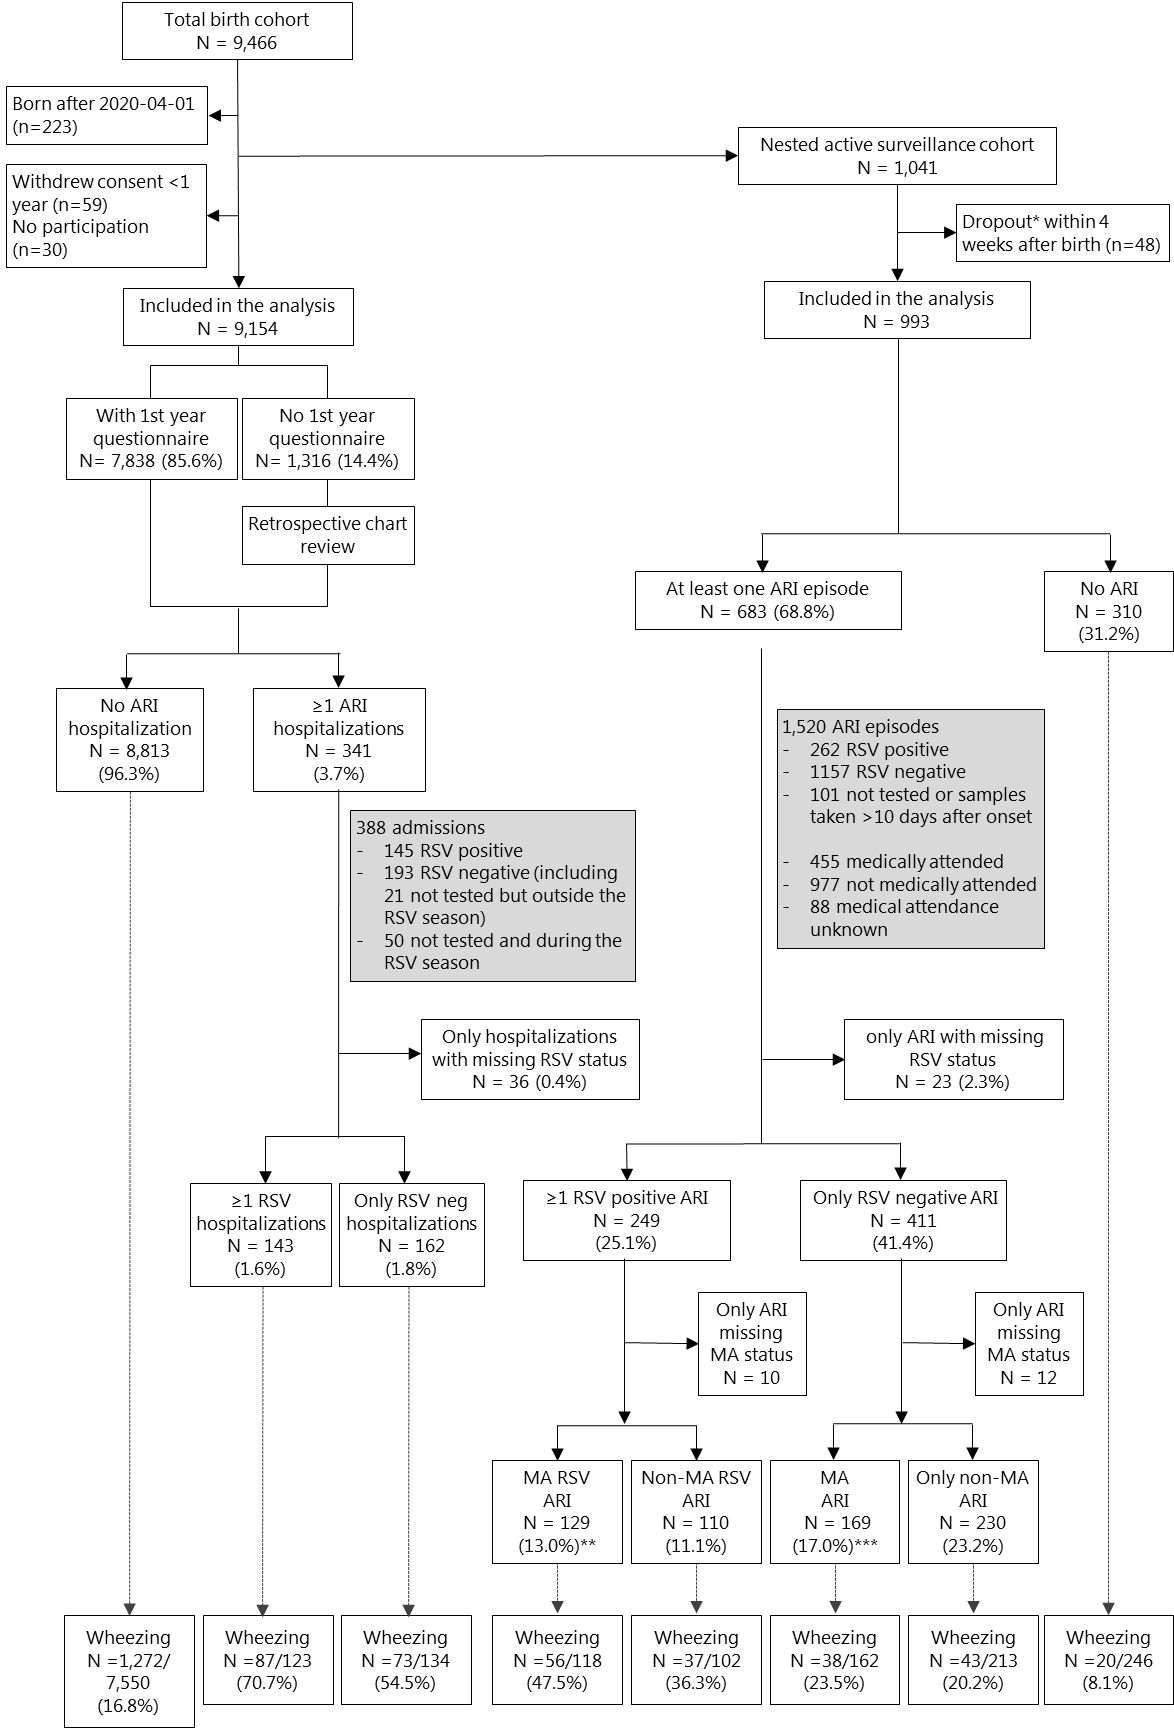 Total birth cohort
N = 9,466
Born after 2020-04-01
(n=223)
Nested active surveillance cohort
N = 1,041
Withdrew consent <1
year (n=59)
No participation
(n=30)
Dropout* within 4
weeks after birth (n=48)
Included in the analysis
N = 9,154
Included in the analysis
N = 993
With 1st year
questionnaire
N= 7,838 (85.6%)
No 1st year
questionnaire
N= 1,316 (14.4%)
Retrospective chart
review
At least one ARI episode
N = 683 (68.8%)
No ARI
N = 310
(31.2%)
No ARI
hospitalization
N = 8,813
(96.3%)
≥1 ARI
hospitalizations
N = 341
(3.7%)
1,520 ARI episodes
- 262 RSV positive
- 1157 RSV negative
- 101 not tested or samples
taken >10 days after onset
- 455 medically attended
- 977 not medically attended
- 88 medical attendance
unknown
388 admissions
- 145 RSV positive
- 193 RSV negative (including
21 not tested but outside the
RSV season)
- 50 not tested and during the
RSV season
Only hospitalizations
with missing RSV status
N = 36 (0.4%)
only ARI with missing
RSV status
N = 23 (2.3%)
≥1 RSV
hospitalizations
N = 143
(1.6%)
Only RSV neg
hospitalizations
N = 162
(1.8%)
≥1 RSV positive ARI
N = 249
(25.1%)
Only RSV negative ARI
N = 411
(41.4%)
Only ARI
missing
MA status
N = 10
Only ARI
missing
MA status
N = 12
MA RSV
ARI
N = 129
(13.0%)**
Non-MA RSV
ARI
N = 110
(11.1%)
MA
ARI
N = 169
(17.0%)***
Only non-MA
ARI
N = 230
(23.2%)
Wheezing
N =1,272/
7,550
(16.8%)
Wheezing
N =87/123
(70.7%)
Wheezing
N =73/134
(54.5%)
Wheezing
N =56/118
(47.5%)
Wheezing
N =37/102
(36.3%)
Wheezing
N =38/162
(23.5%)
Wheezing
N =43/213
(20.2%)
Wheezing
N =20/246
(8.1%)